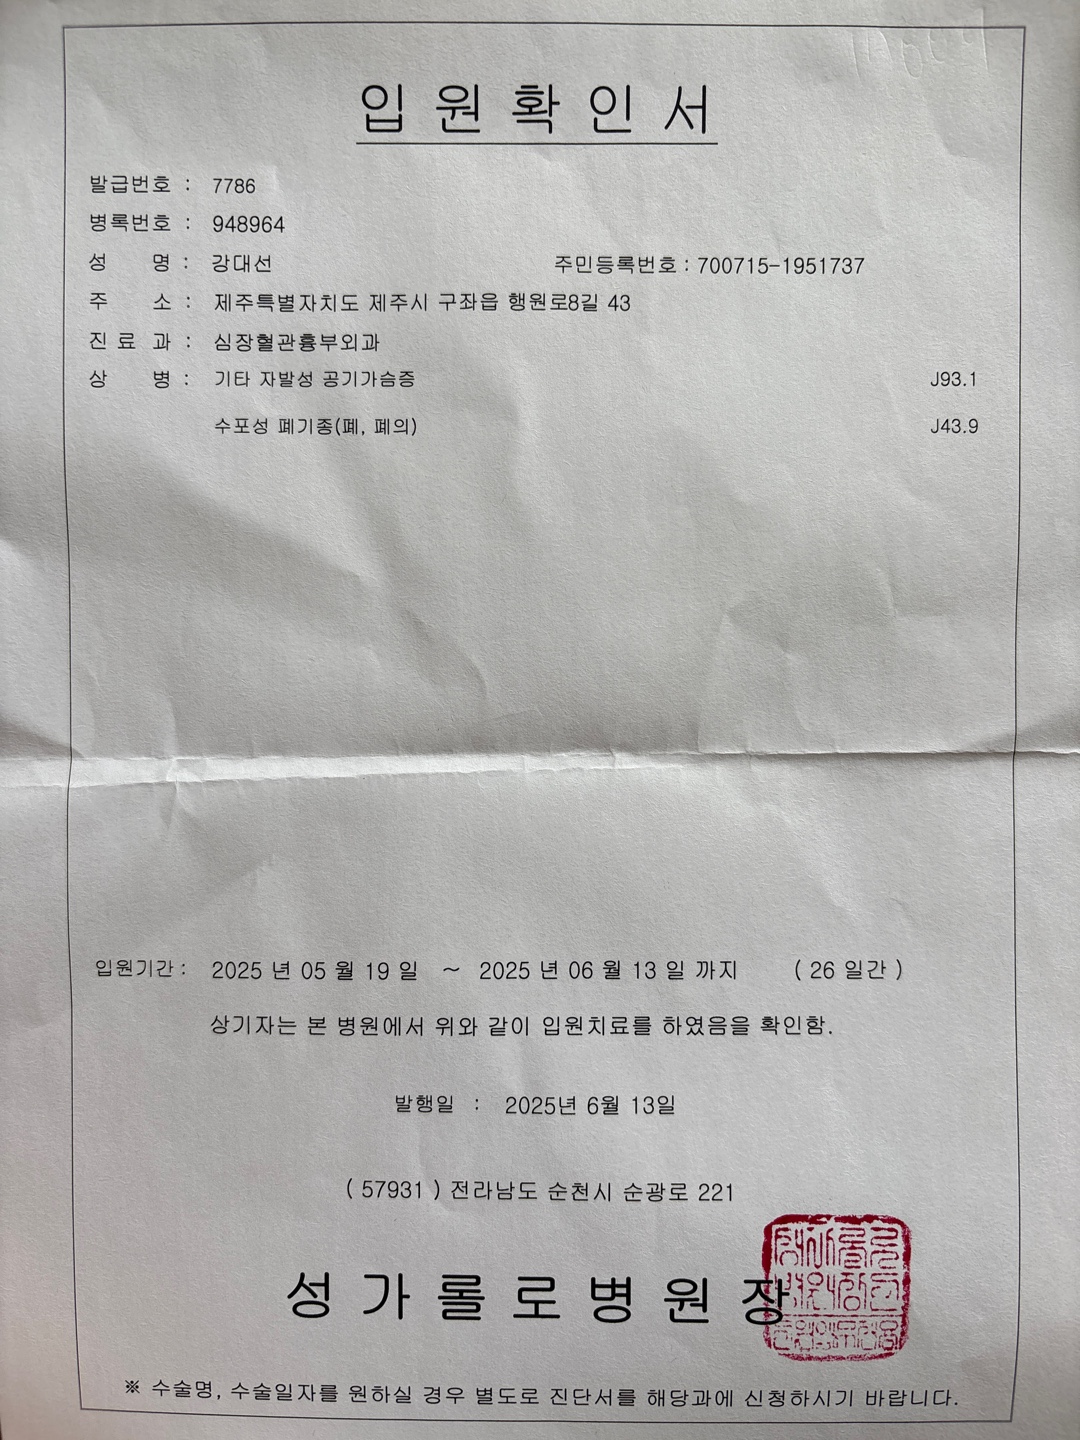 입원확인서
발급번호 : 7786
병록번호 : 948964
성 명 : 강대선 주민등록번호 : 700715-1951737
주 소 : 제주특별자치도 제주시 구좌읍 행원로8길 43
진 료 과 : 심장혈관흉부외과
상 병 : 기타 자발성 공기가슴증 J93.1
수포성 폐기종(폐, 폐의) J43.9
입원기간 : 2025 년 05 월 19 일 ~ 2025 년 06 월 13 일 까지 ( 26 일간 )
상기자는 본 병원에서 위와 같이 입원치료를 하였음을 확인함.
발행일 : 2025년 6월 13일
( 57931 ) 전라남도 순천시 순광로 221
성가롤로병원장
※ 수술명, 수술일자를 원하실 경우 별도로 진단서를 해당과에 신청하시기 바랍니다.